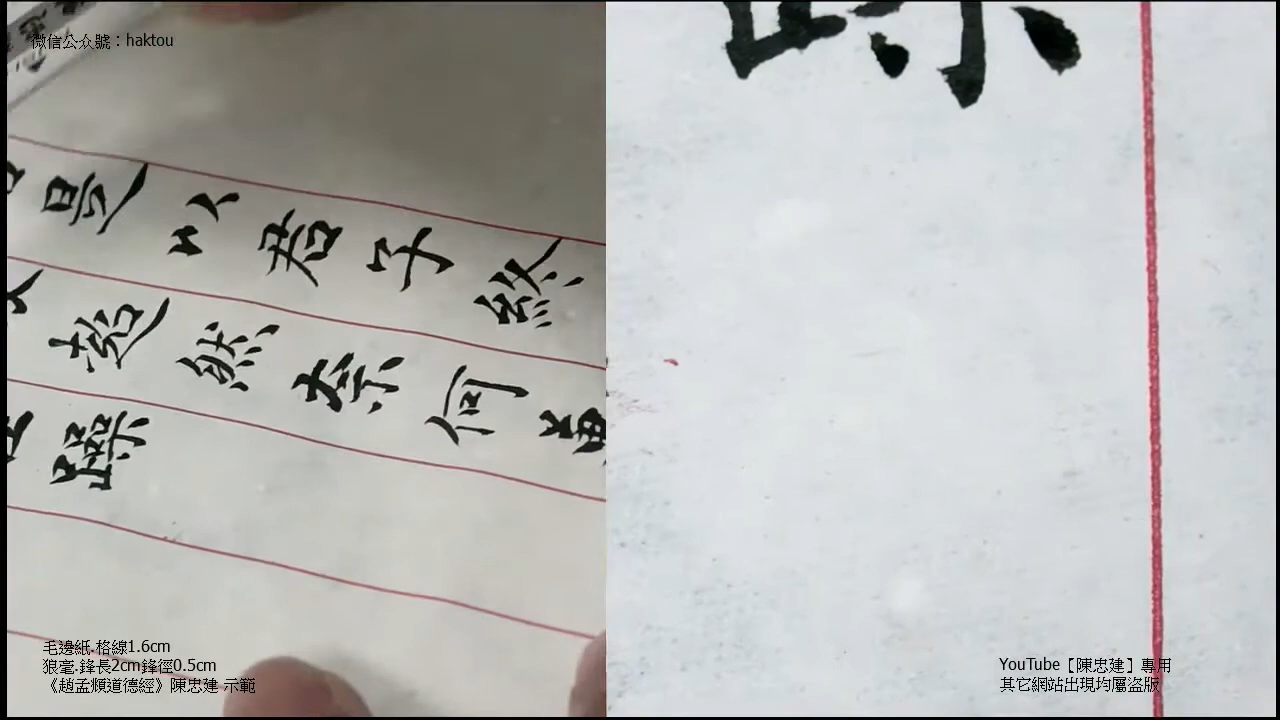 微信公众號：haktou
是以君子終
超然奈何萬
躁
毛邊紙-格線1.6cm
狼毫-鋒長2cm鋒徑0.5cm
《趙孟頫道德經》陳忠建-示範
YouTube［陳忠建］專用
其它網站出現均屬盜版